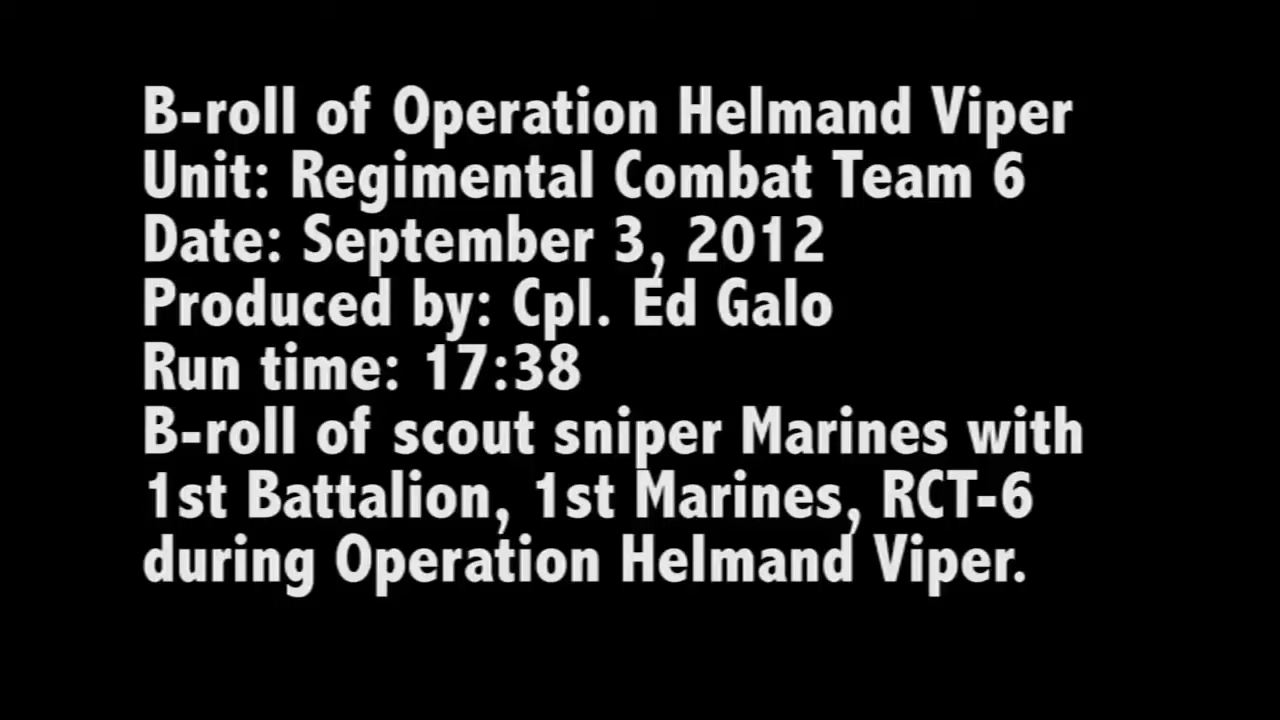 B-roll of Operation Helmand Viper
Unit: Regimental Combat Team 6
Date: September 3, 2012
Produced by: Cpl. Ed Galo
Run time: 17:38
B-roll of scout sniper Marines with
1st Battalion, 1st Marines, RCT-6
during Operation Helmand Viper.